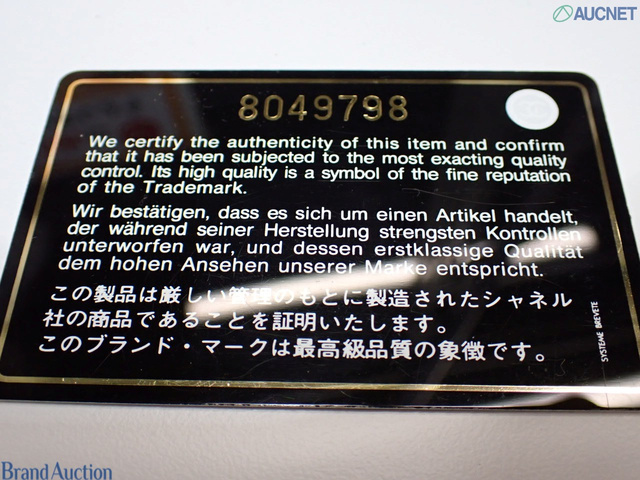 AUCNET
8049798
We certify the authenticity of this item and confirm
that it has been subjected to the most exacting quality
control. Its high quality is a symbol of the fine reputation
of the Trademark.
Wir bestätigen, dass es sich um einen Artikel handelt,
der während seiner Herstellung strengsten Kontrollen
unterworfen war, und dessen erstklassige Qualität
dem hohen Ansehen unserer Marke entspricht.
この製品は厳しい管理のもとに製造されたシャネル
社の商品であることを証明いたします。
このブランド・マークは最高級品質の象徴です。
SYSTEME BREVETE
Brand Auction